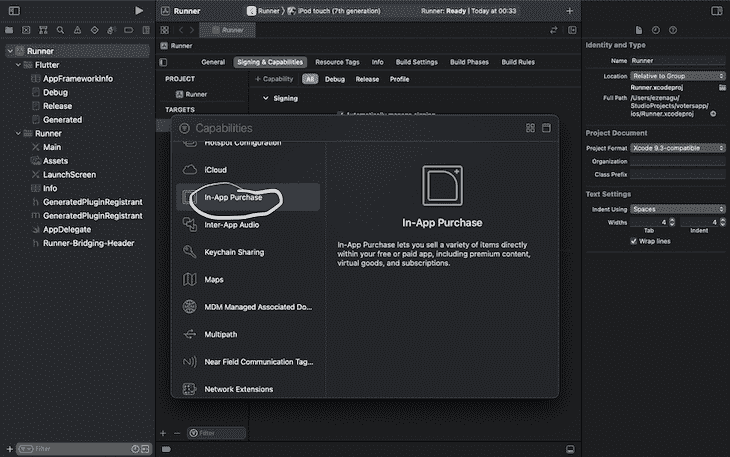 Runner
Runner
iPod touch (7th generation)
Runner: Ready | Today at 00:33
Runner
Flutter
AppFrameworkInfo
Debug
Release
Generated
Runner
Main
Assets
LaunchScreen
Info
GeneratedPluginRegistrant
GeneratedPluginRegistrant
AppDelegate
Runner-Bridging-Header
Filter
Runner
Runner
General
Signing & Capabilities
Resource Tags
Info
Build Settings
Build Phases
Build Rules
PROJECT
Runner
TARGETS
+ Capability
All
Debug
Release
Profile
Signing
Automatically manage signing
Capabilities
Hotspot Configuration
iCloud
In-App Purchase
Inter-App Audio
Keychain Sharing
Maps
MDM Managed Associated Do...
Multipath
Near Field Communication Tag...
Network Extensions
In-App Purchase
In-App Purchase lets you sell a variety of items directly
within your free or paid app, including premium content,
virtual goods, and subscriptions.
Filter
Identity and Type
Name Runner
Location Relative to Group
Runner.xcodeproj
Full Path /Users/ezenagu/
StudioProjects/votersapp/
ios/Runner.xcodeproj
Project Document
Project Format Xcode 9.3-compatible
Organization
Class Prefix
Text Settings
Indent Using Spaces
Widths 4 4
Tab Indent
Wrap lines